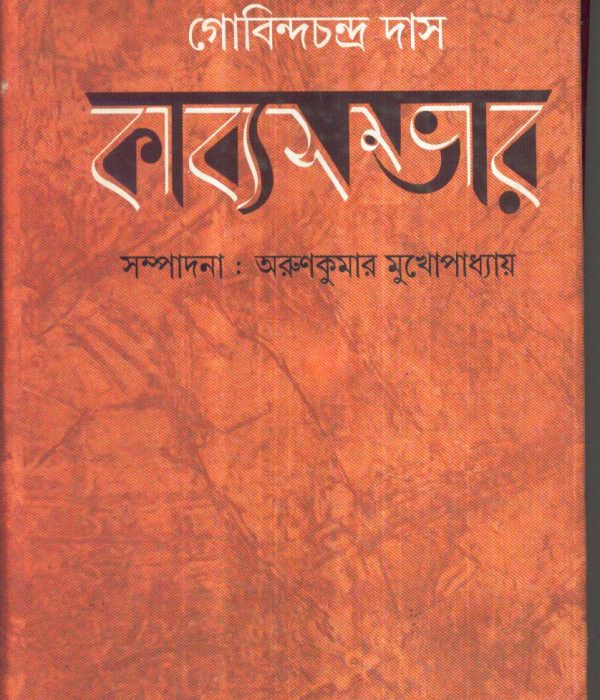 গোবিন্দচন্দ্র দাস
কাব্যসম্ভার
সম্পাদনা : অরুণকুমার মুখোপাধ্যায়